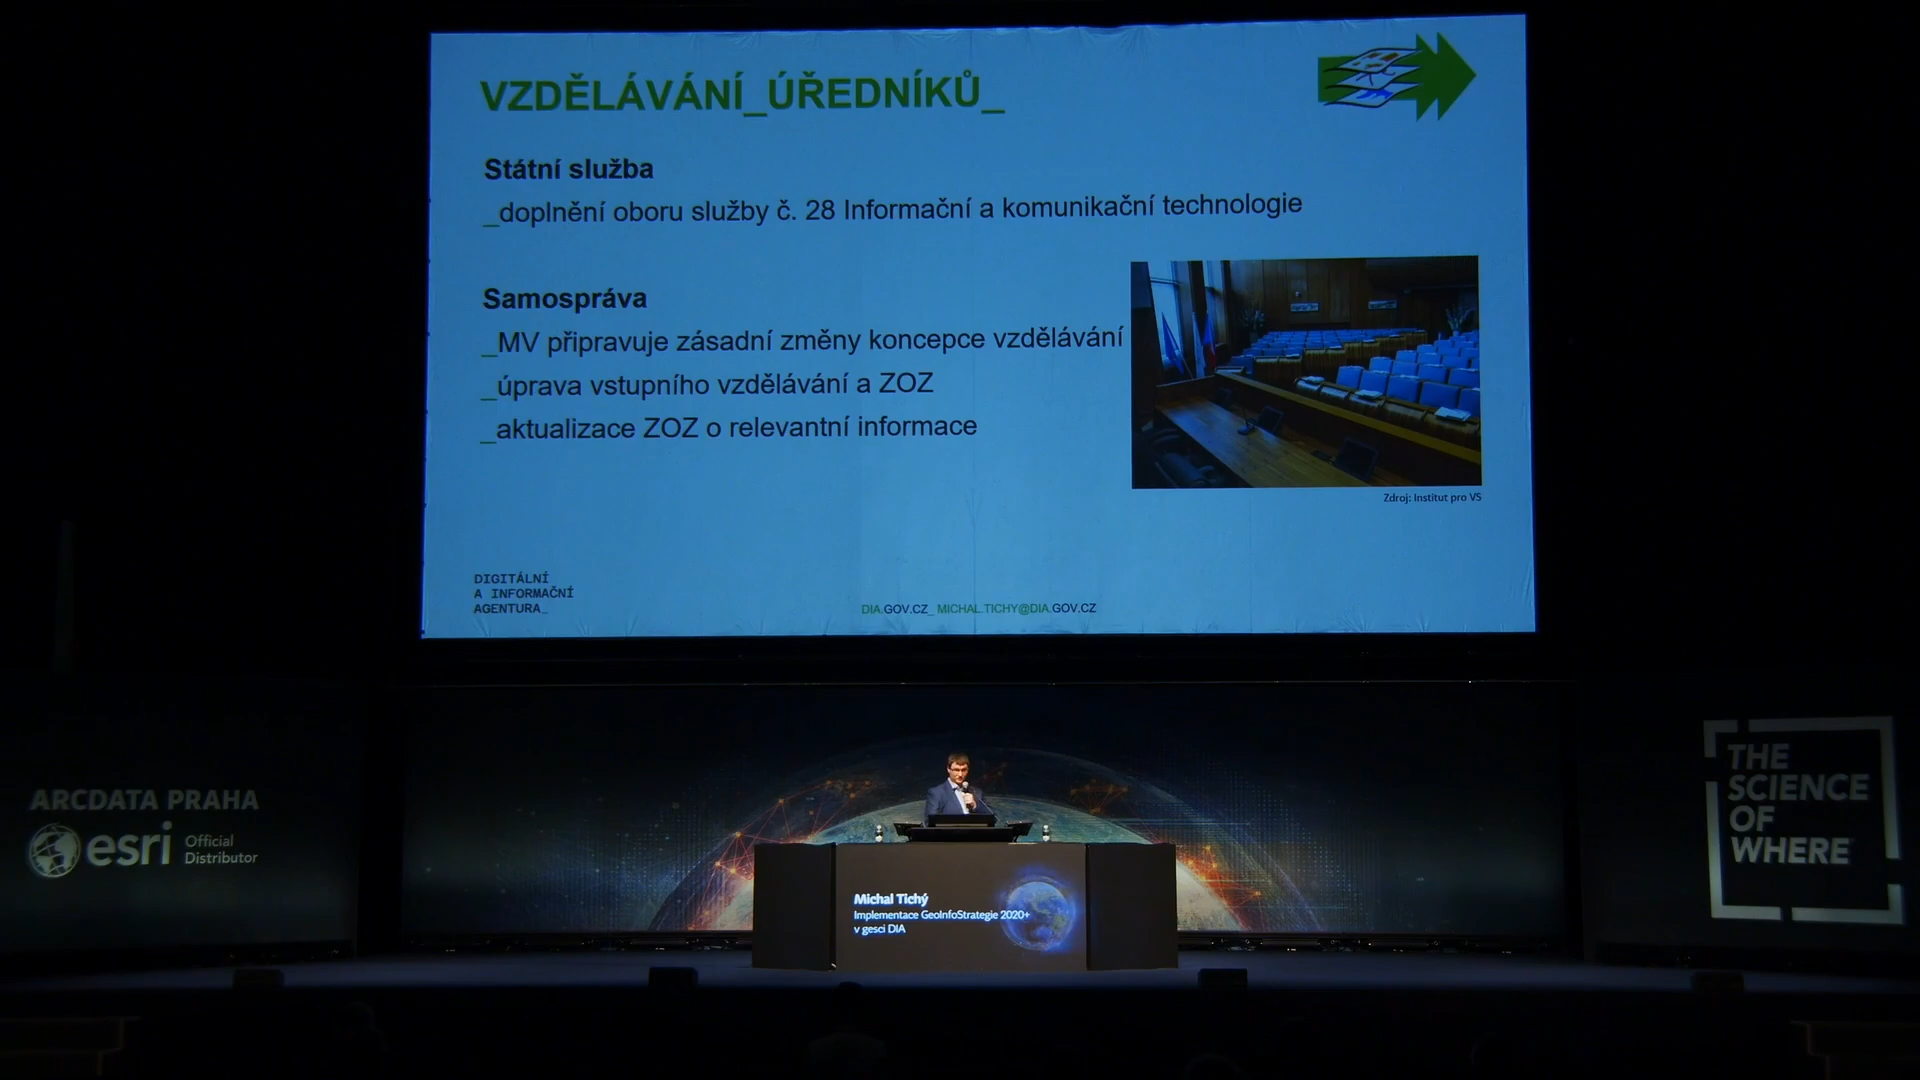 VZDĚLÁVÁNÍ_ÚŘEDNÍKŮ_
Státní služba
_doplnění oboru služby č. 28 Informační a komunikační technologie
Samospráva
_MV připravuje zásadní změny koncepce vzdělávání
_úprava vstupního vzdělávání a ZOZ
_aktualizace ZOZ o relevantní informace
Zdroj: Institut pro VS
DIGITÁLNÍ
A INFORMAČNÍ
AGENTURA_
DIA.GOV.CZ_ MICHAL.TICHY@DIA.GOV.CZ
ARCDATA PRAHA
esri Official
Distributor
Michal Tichý
Implementace GeoInfoStrategie 2020+
v gesci DIA
THE
SCIENCE
OF
WHERE